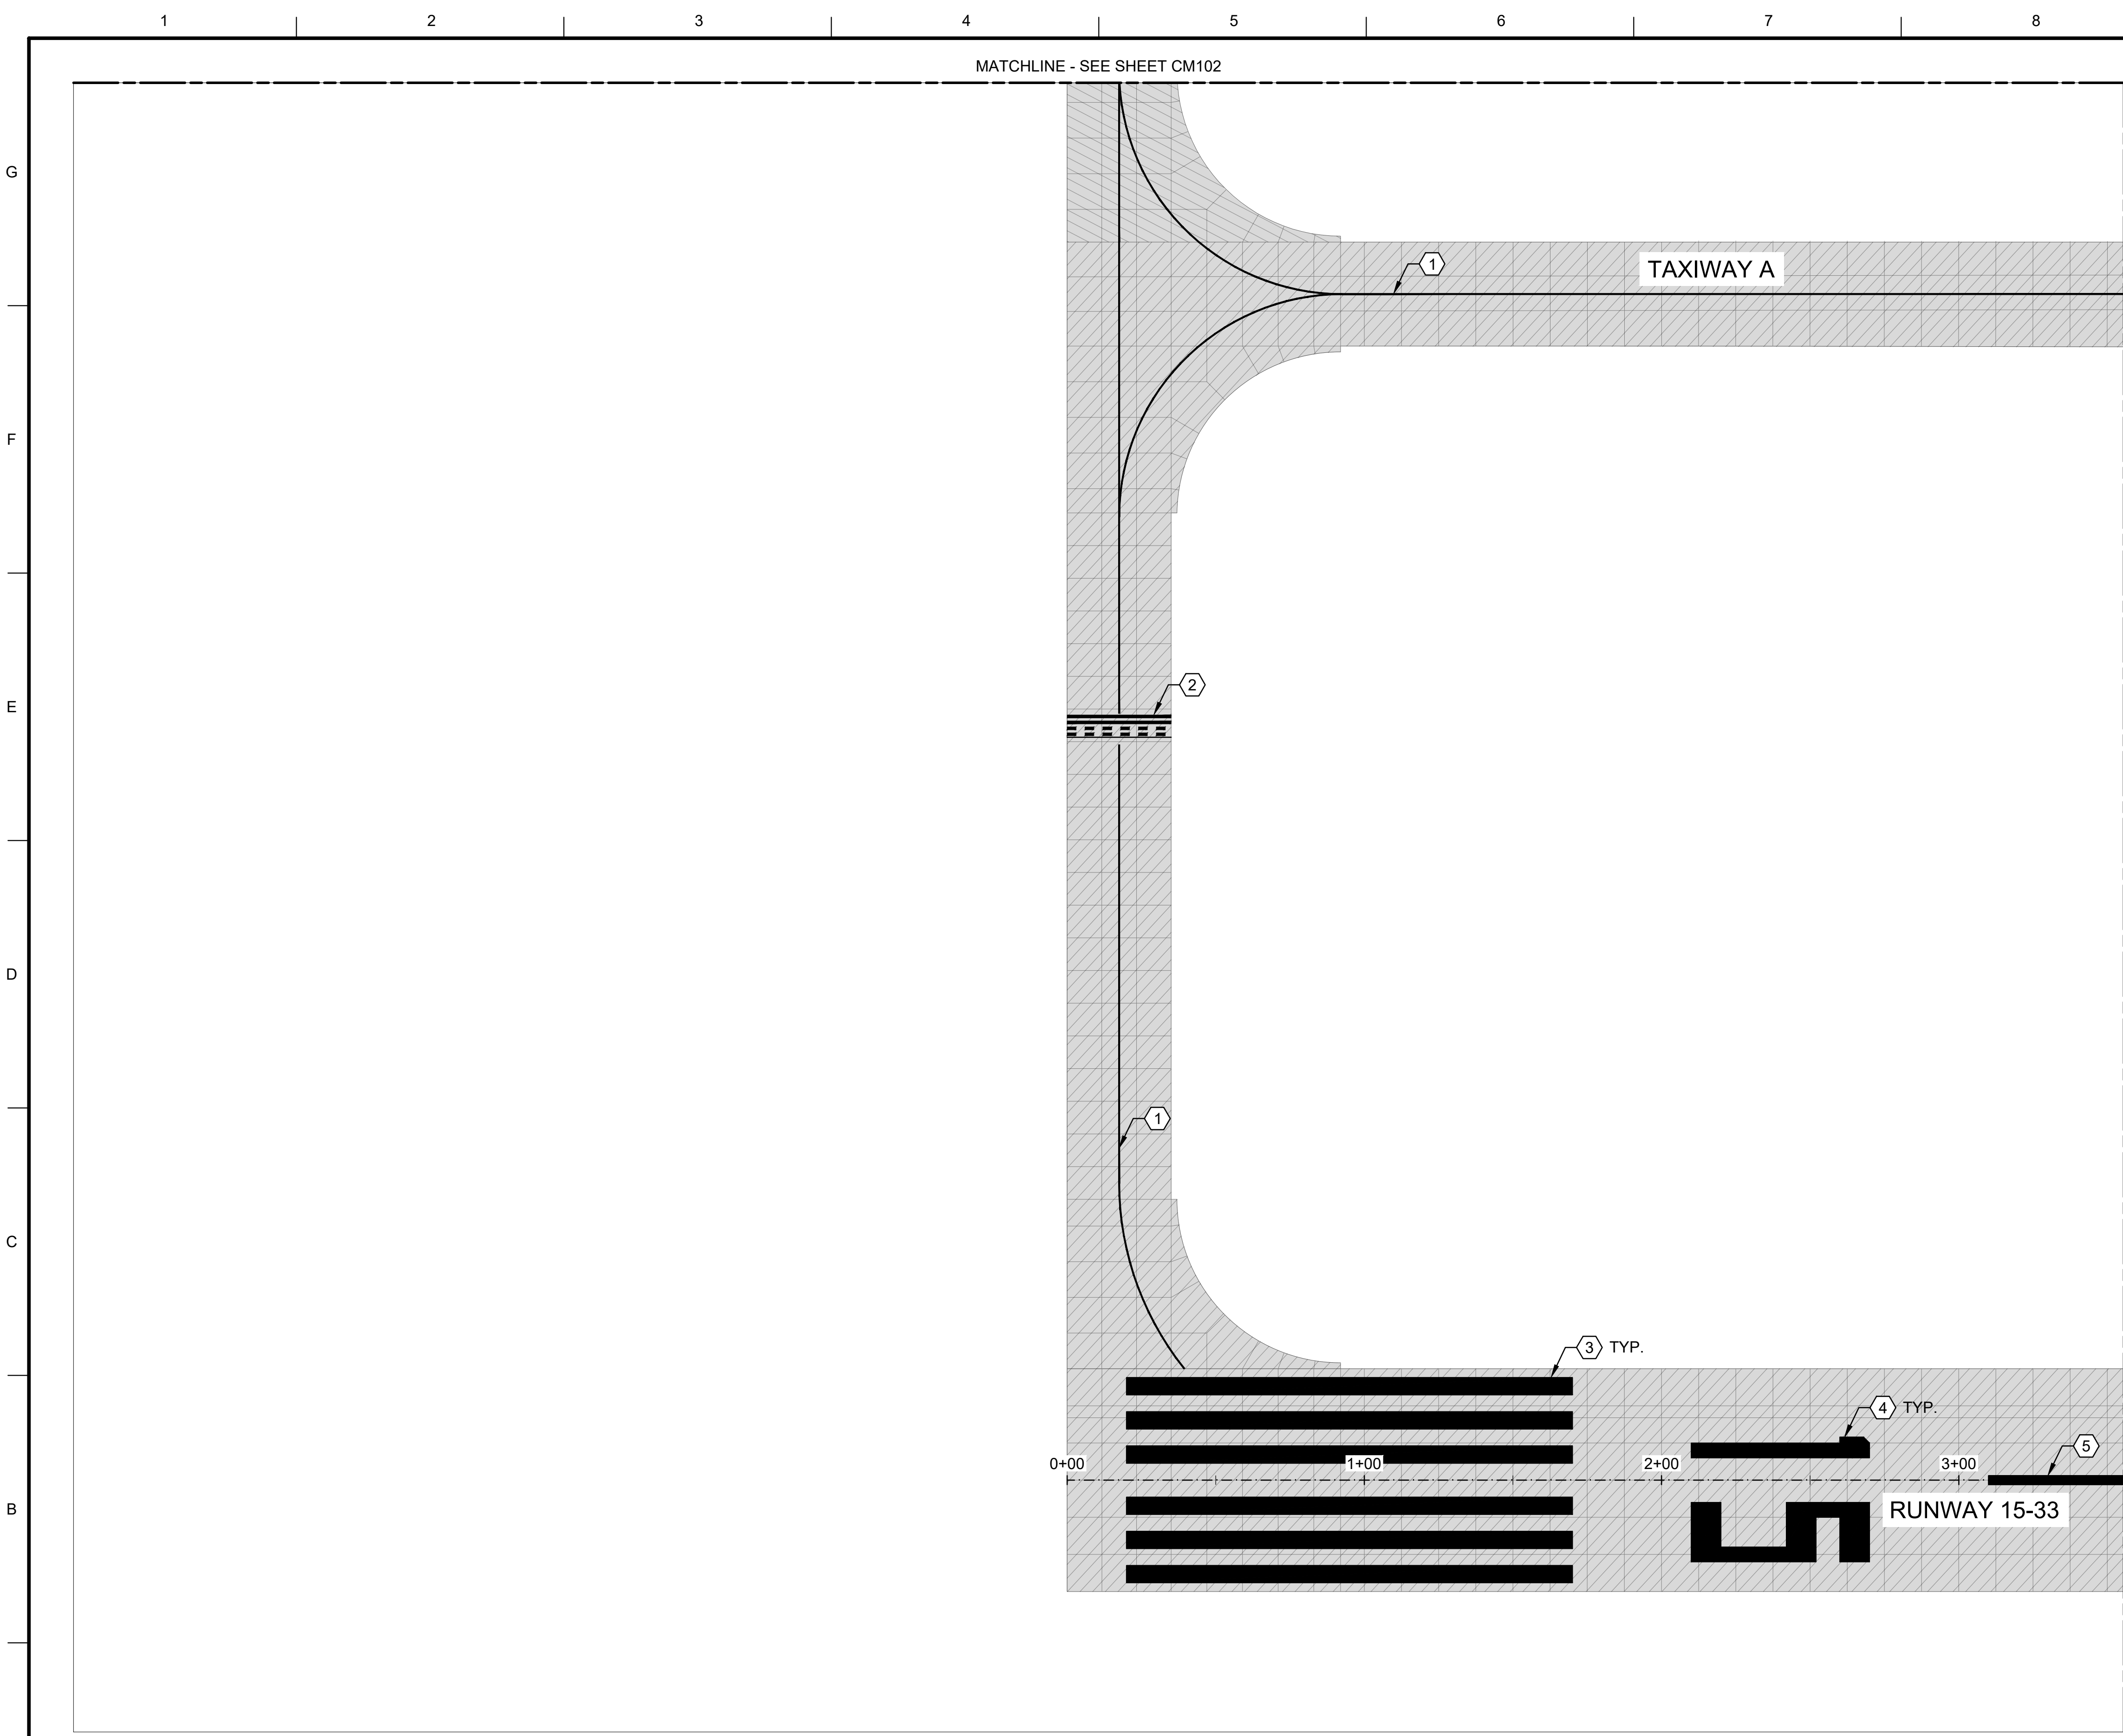 1 2 3 4 5 6 7 8
MATCHLINE - SEE SHEET CM102
G
1
TAXIWAY A
F
E
2
D
1
C
3 TYP.
4 TYP.
5
0+00 1+00 2+00 3+00
B
15
RUNWAY 15-33